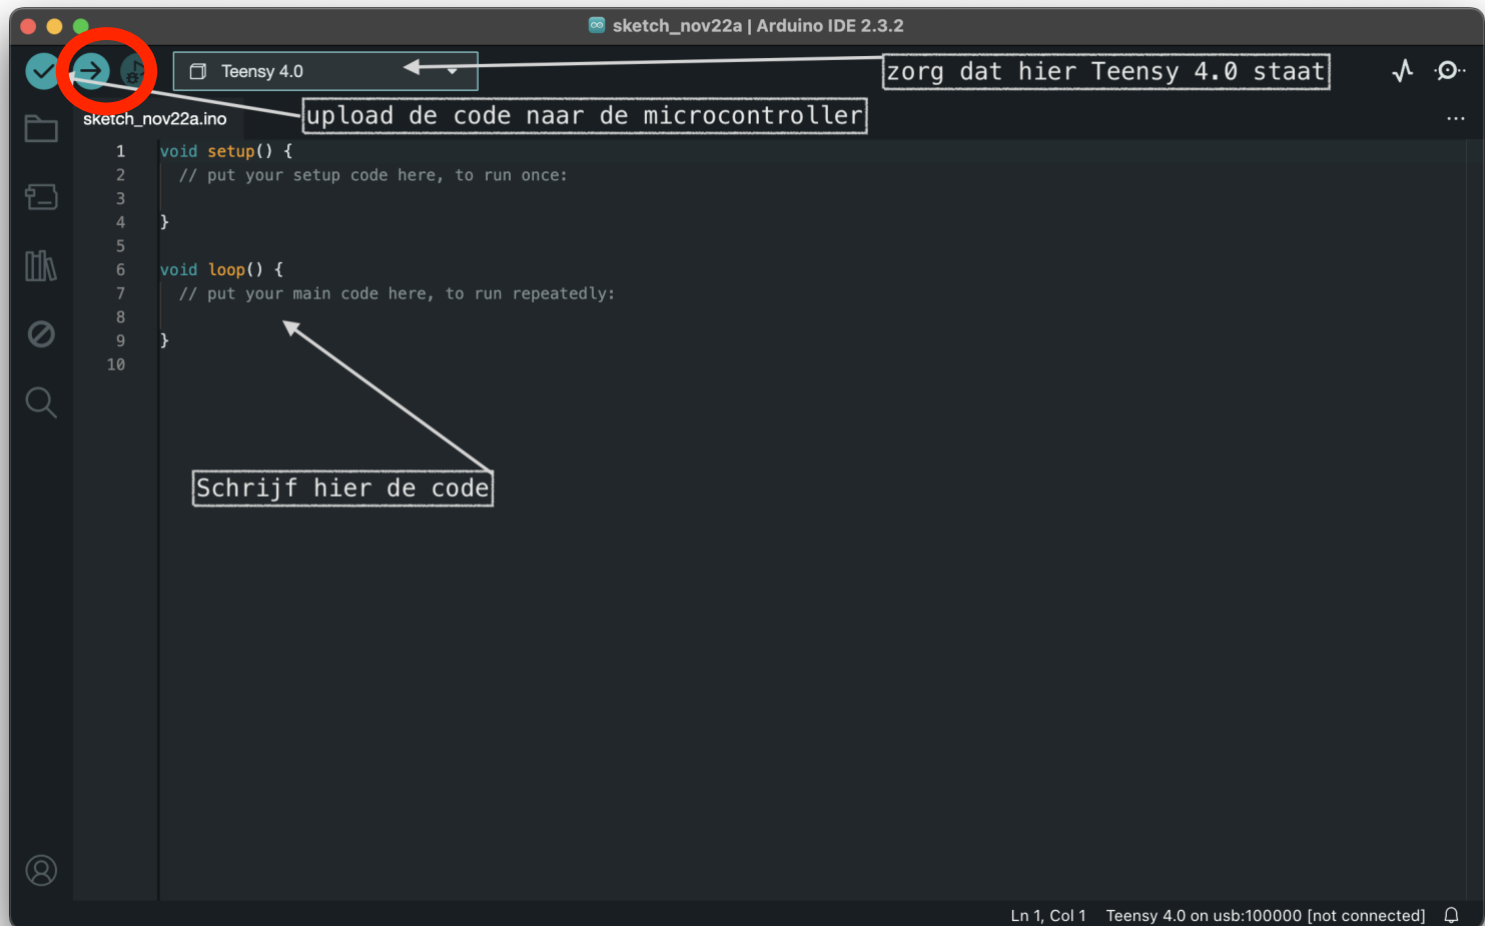 sketch_nov22a | Arduino IDE 2.3.2
Teensy 4.0
zorg dat hier Teensy 4.0 staat
upload de code naar de microcontroller
sketch_nov22a.ino
...
1 void setup() {
2 // put your setup code here, to run once:
3
4 }
5
6 void loop() {
7 // put your main code here, to run repeatedly:
8
9 }
10
Schrijf hier de code
Ln 1, Col 1 Teensy 4.0 on usb:100000 [not connected]